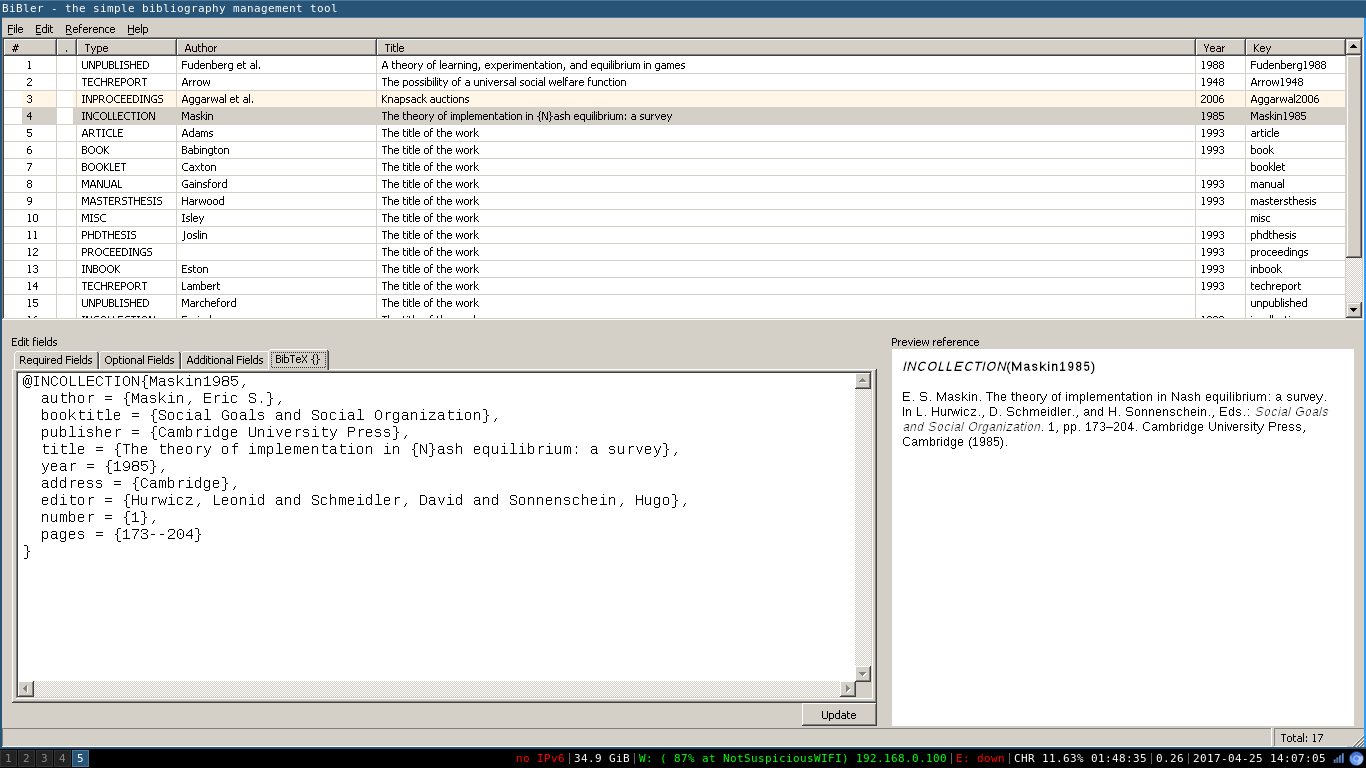 BiBler - the simple bibliography management tool
File Edit Reference Help
# . Type Author Title Year Key
1 UNPUBLISHED Fudenberg et al. A theory of learning, experimentation, and equilibrium in games 1988 Fudenberg1988
2 TECHREPORT Arrow The possibility of a universal social welfare function 1948 Arrow1948
3 INPROCEEDINGS Aggarwal et al. Knapsack auctions 2006 Aggarwal2006
4 INCOLLECTION Maskin The theory of implementation in {N}ash equilibrium: a survey 1985 Maskin1985
5 ARTICLE Adams The title of the work 1993 article
6 BOOK Babington The title of the work 1993 book
7 BOOKLET Caxton The title of the work booklet
8 MANUAL Gainsford The title of the work 1993 manual
9 MASTERSTHESIS Harwood The title of the work 1993 mastersthesis
10 MISC Isley The title of the work misc
11 PHDTHESIS Joslin The title of the work 1993 phdthesis
12 PROCEEDINGS The title of the work 1993 proceedings
13 INBOOK Eston The title of the work 1993 inbook
14 TECHREPORT Lambert The title of the work 1993 techreport
15 UNPUBLISHED Marcheford The title of the work unpublished
Edit fields
Required Fields Optional Fields Additional Fields BibTeX {}
@INCOLLECTION{Maskin1985,
author = {Maskin, Eric S.},
booktitle = {Social Goals and Social Organization},
publisher = {Cambridge University Press},
title = {The theory of implementation in {N}ash equilibrium: a survey},
year = {1985},
address = {Cambridge},
editor = {Hurwicz, Leonid and Schmeidler, David and Sonnenschein, Hugo},
number = {1},
pages = {173--204}
}
Update
Preview reference
INCOLLECTION(Maskin1985)
E. S. Maskin. The theory of implementation in Nash equilibrium: a survey.
In L. Hurwicz., D. Schmeidler., and H. Sonnenschein., Eds.: Social Goals
and Social Organization. 1, pp. 173–204. Cambridge University Press,
Cambridge (1985).
Total: 17
1 2 3 4 5 no IPv6|34.9 GiB|W: ( 87% at NotSuspiciousWIFI) 192.168.0.100|E: down|CHR 11.63% 01:48:35|0.26|2017-04-25 14:07:05